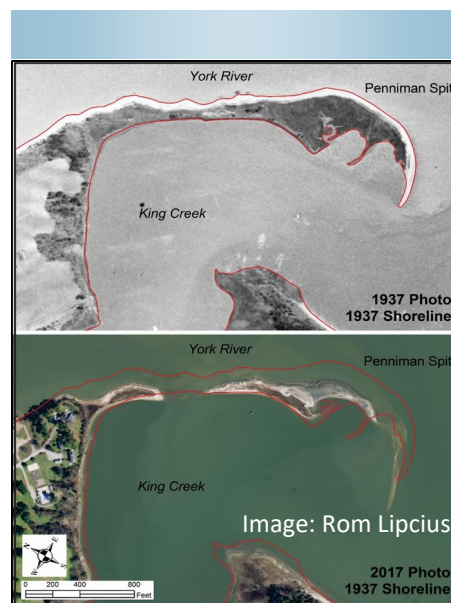 York River
Penniman Spit
King Creek
1937 Photo
1937 Shoreline
York River
Penniman Spit
King Creek
Image: Rom Lipcius
N
E
W
S
2017 Photo
0 200 400 800
1937 Shoreline
Feet